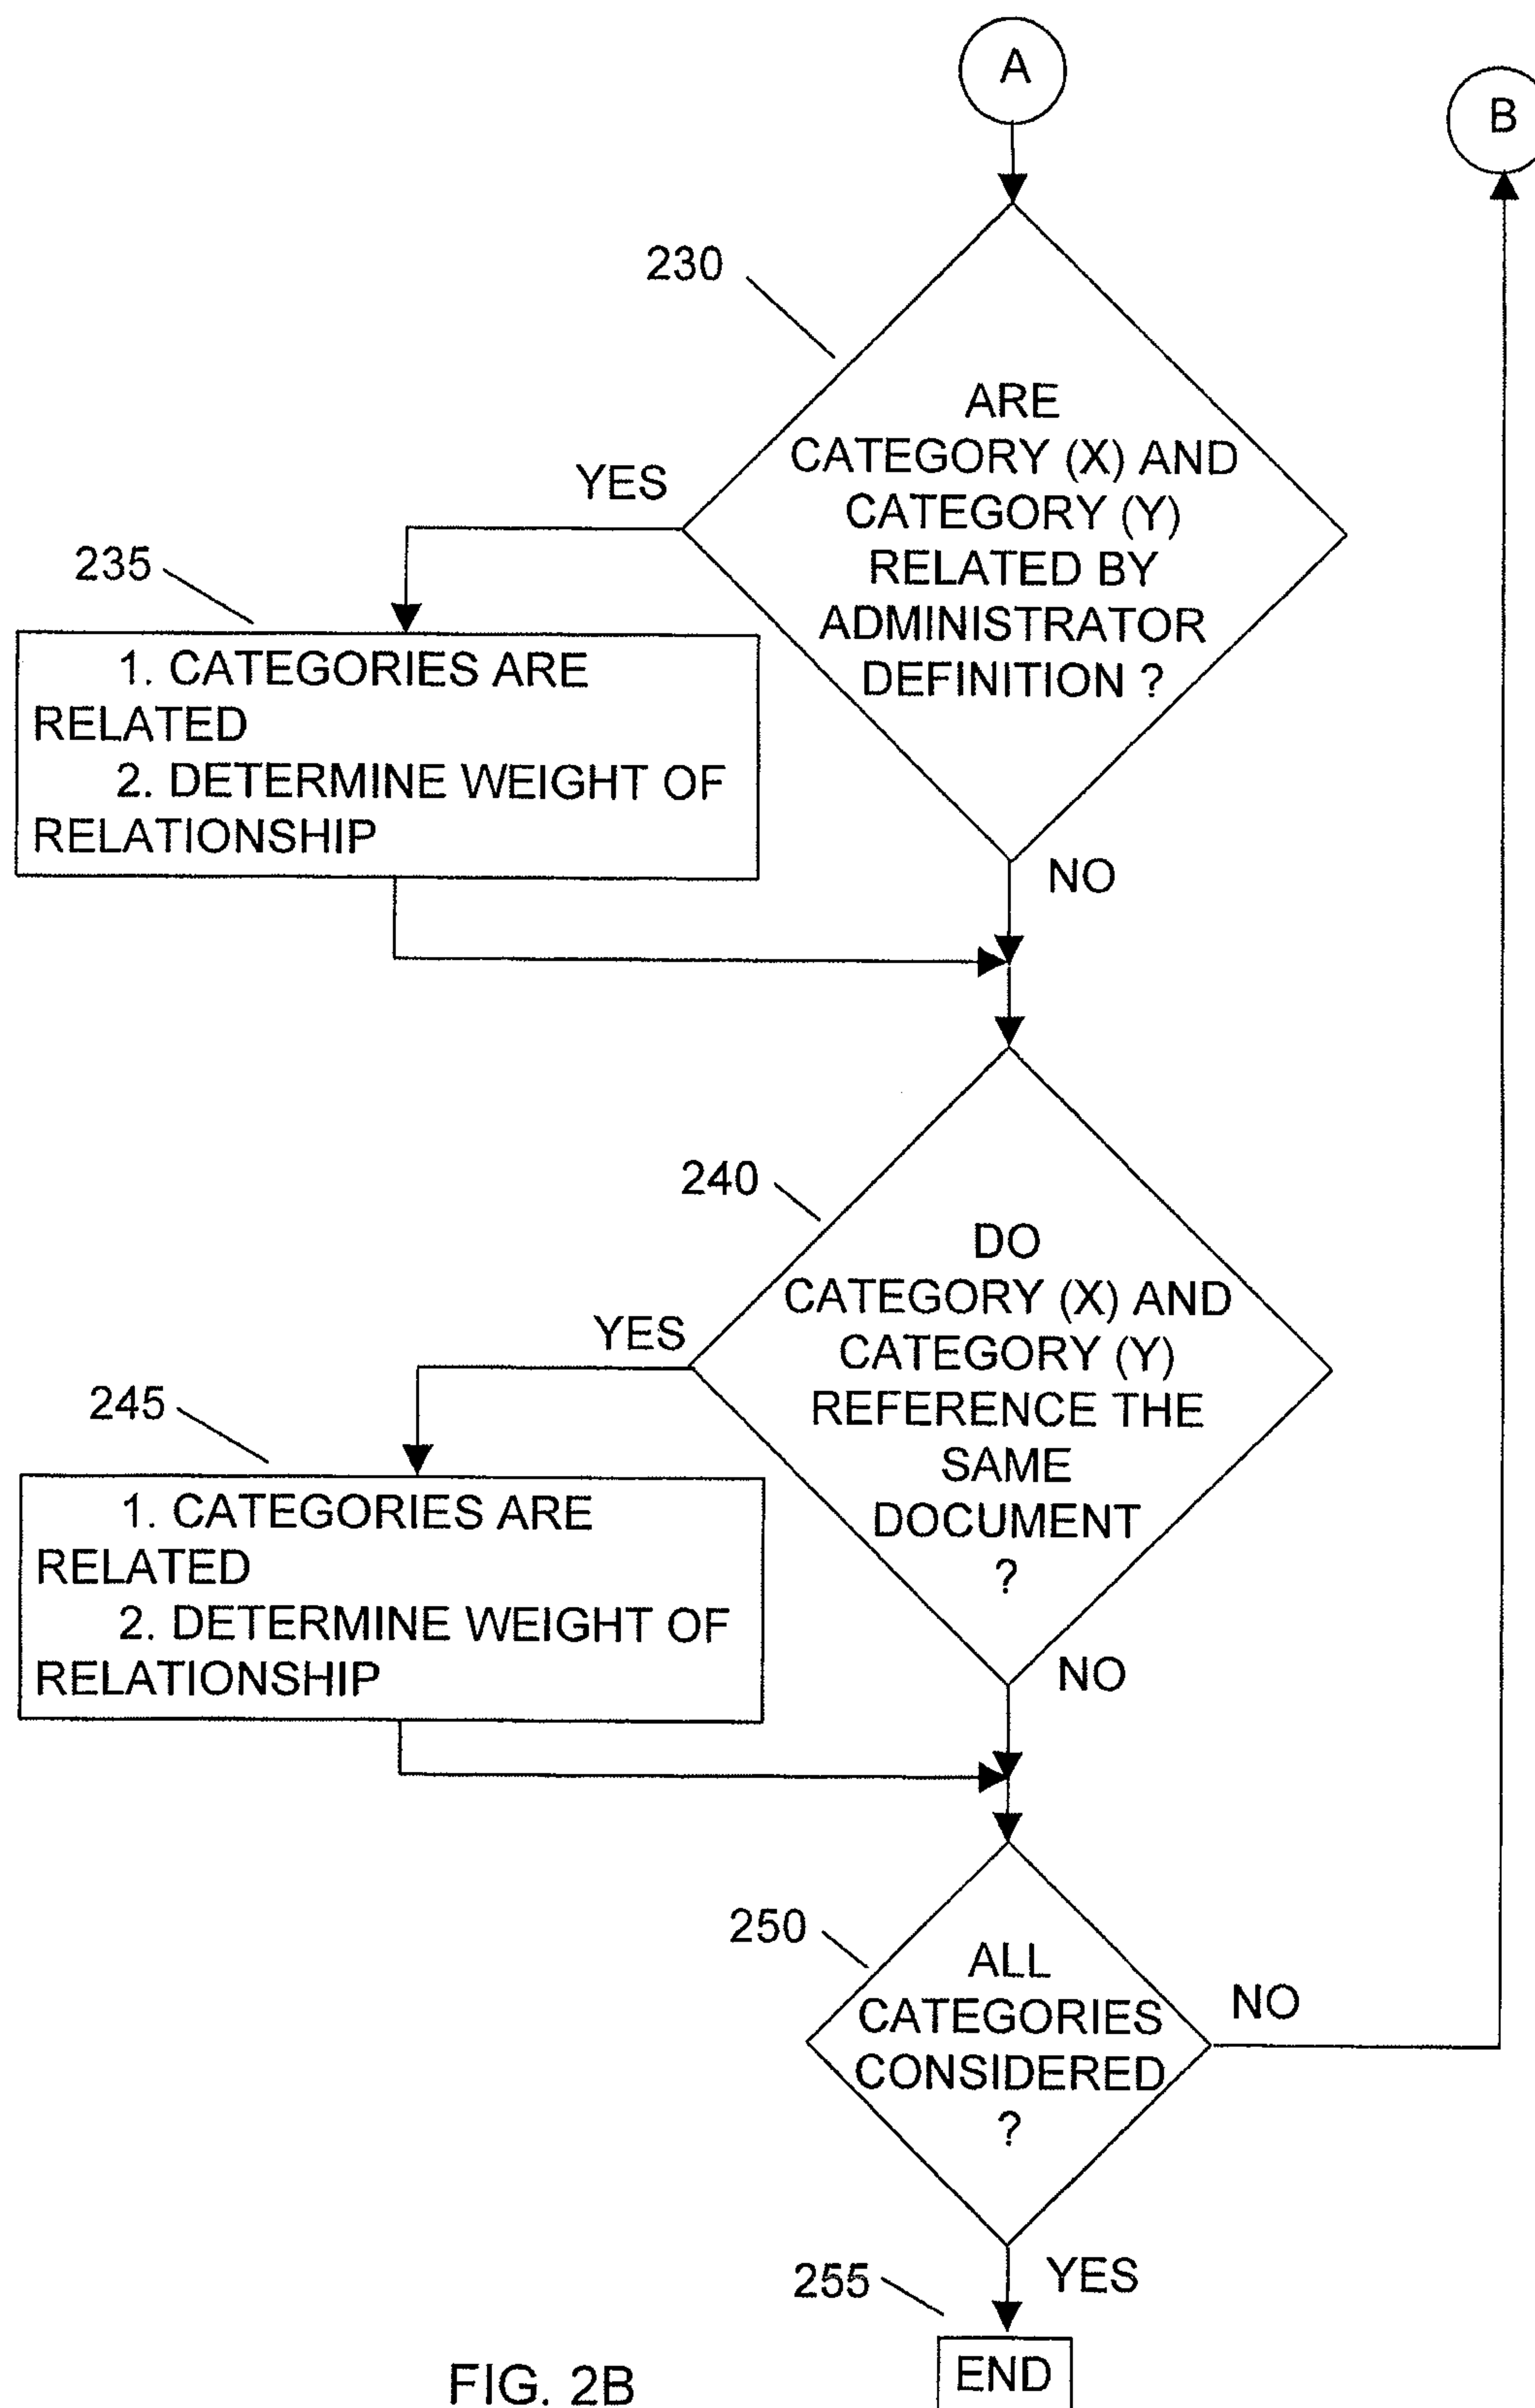 A
B
230
ARE
CATEGORY (X) AND
CATEGORY (Y)
RELATED BY
ADMINISTRATOR
DEFINITION ?
YES
235
1. CATEGORIES ARE
RELATED
2. DETERMINE WEIGHT OF
RELATIONSHIP
NO
240
DO
CATEGORY (X) AND
CATEGORY (Y)
REFERENCE THE
SAME
DOCUMENT
?
YES
245
1. CATEGORIES ARE
RELATED
2. DETERMINE WEIGHT OF
RELATIONSHIP
NO
250
ALL
CATEGORIES
CONSIDERED
?
NO
YES
255
END
FIG. 2B